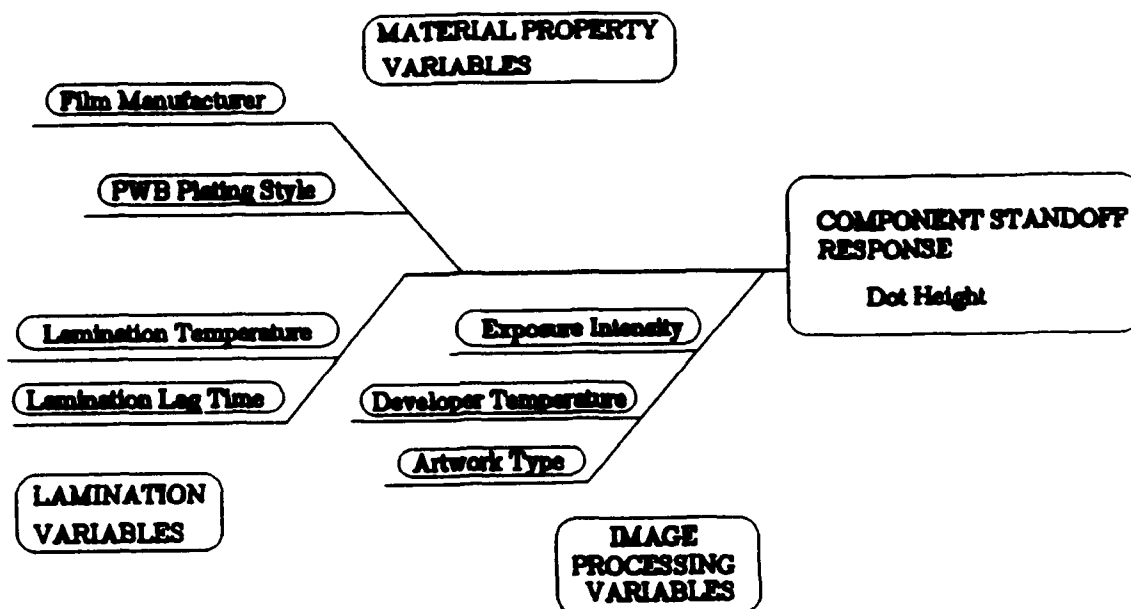 MATERIAL PROPERTY
VARIABLES
Film Manufacturer
PWB Plating Style
COMPONENT STANDOFF
RESPONSE
Dot Height
Lamination Temperature
Lamination Lag Time
Exposure Intensity
Developer Temperature
Artwork Type
LAMINATION
VARIABLES
IMAGE
PROCESSING
VARIABLES